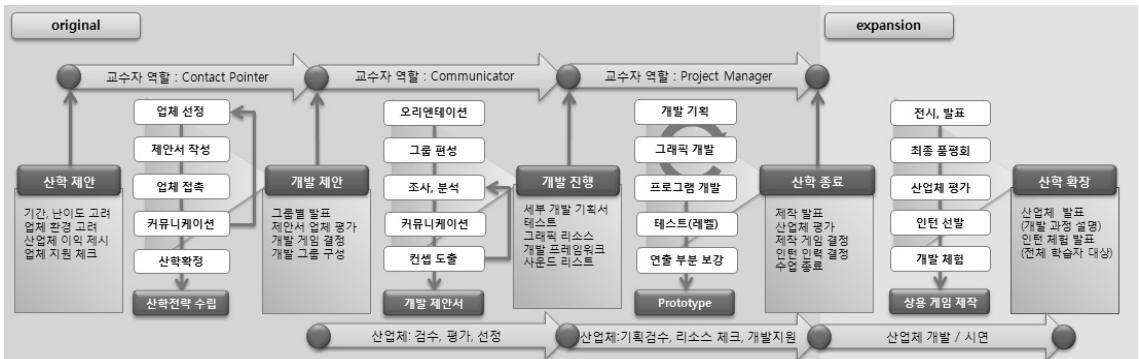 original
expansion
교수자 역할 : Contact Pointer
교수자 역할 : Communicator
교수자 역할 : Project Manager
산학 제안
기간, 난이도 고려
업체 환경 고려
산업체 이익 제시
업체 지원 체크
업체 선정
제안서 작성
업체 접촉
커뮤니케이션
산학확정
산학전략 수립
개발 제안
그룹별 발표
제안서 업체 평가
개발 게임 결정
개발 그룹 구성
오리엔테이션
그룹 편성
조사, 분석
커뮤니케이션
컨셉 도출
개발 제안서
개발 진행
세부 개발 기획서
테스트
그래픽 리소스
개발 프레임워크
사운드 리스트
개발 기획
그래픽 개발
프로그램 개발
테스트(레벨)
연출 부분 보강
Prototype
산학 종료
제작 발표
산업체 평가
제작 게임 결정
인턴 인력 결정
수업 종료
전시, 발표
최종 품평회
산업체 평가
인턴 선발
개발 체험
상용 게임 제작
산학 확장
산업체 발표
(개발 과정 설명)
인턴 체험 발표
(전체 학습자 대상)
산업체: 검수, 평가, 선정
산업체:기획검수, 리소스 체크, 개발지원
산업체 개발 / 시연